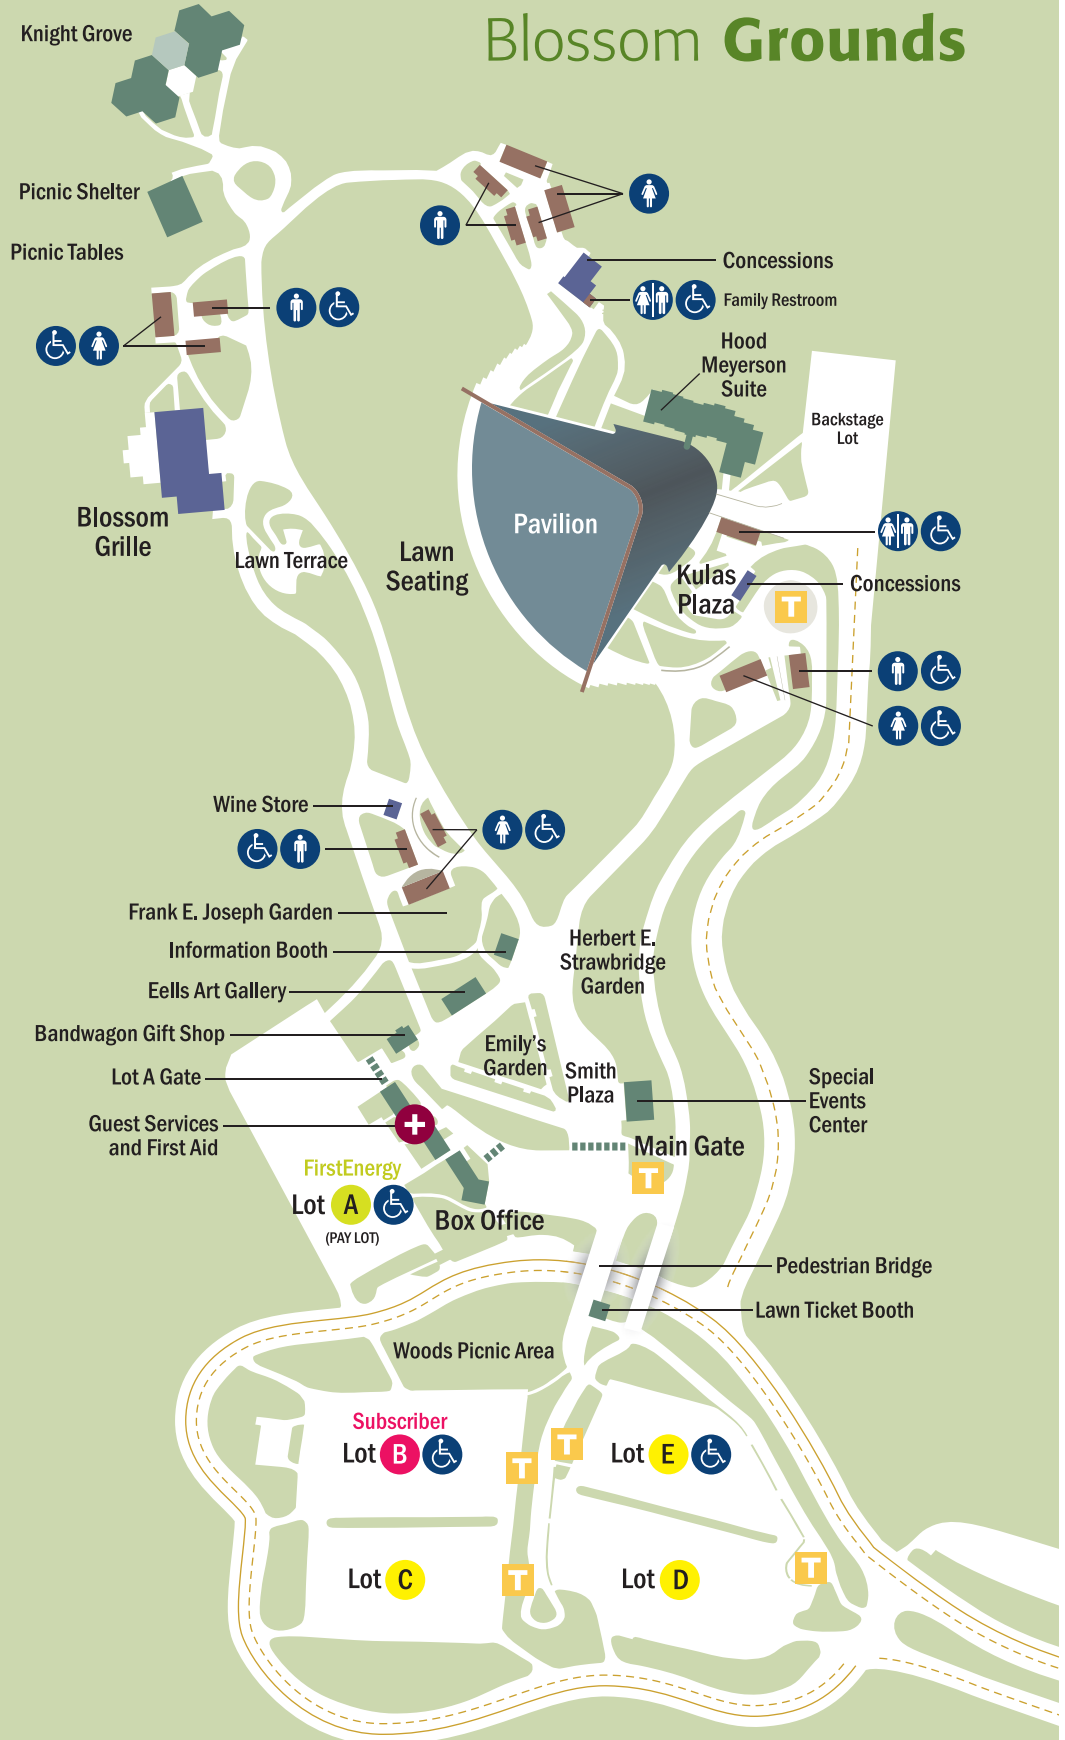 Blossom Grounds
Knight Grove
Picnic Shelter
Picnic Tables
Concessions
Family Restroom
Hood
Meyerson
Suite
Backstage
Lot
Blossom
Grille
Lawn Terrace
Lawn
Seating
Pavilion
Kulas
Plaza
Concessions
T
Wine Store
Frank E. Joseph Garden
Information Booth
Herbert E.
Strawbridge
Garden
Eells Art Gallery
Bandwagon Gift Shop
Emily's
Garden
Smith
Plaza
Lot A Gate
Special
Events
Center
Guest Services
and First Aid
Main Gate
T
FirstEnergy
Lot A
(PAY LOT)
Box Office
Pedestrian Bridge
Lawn Ticket Booth
Woods Picnic Area
Subscriber
Lot B
T
T
Lot E
Lot C
T
Lot D
T